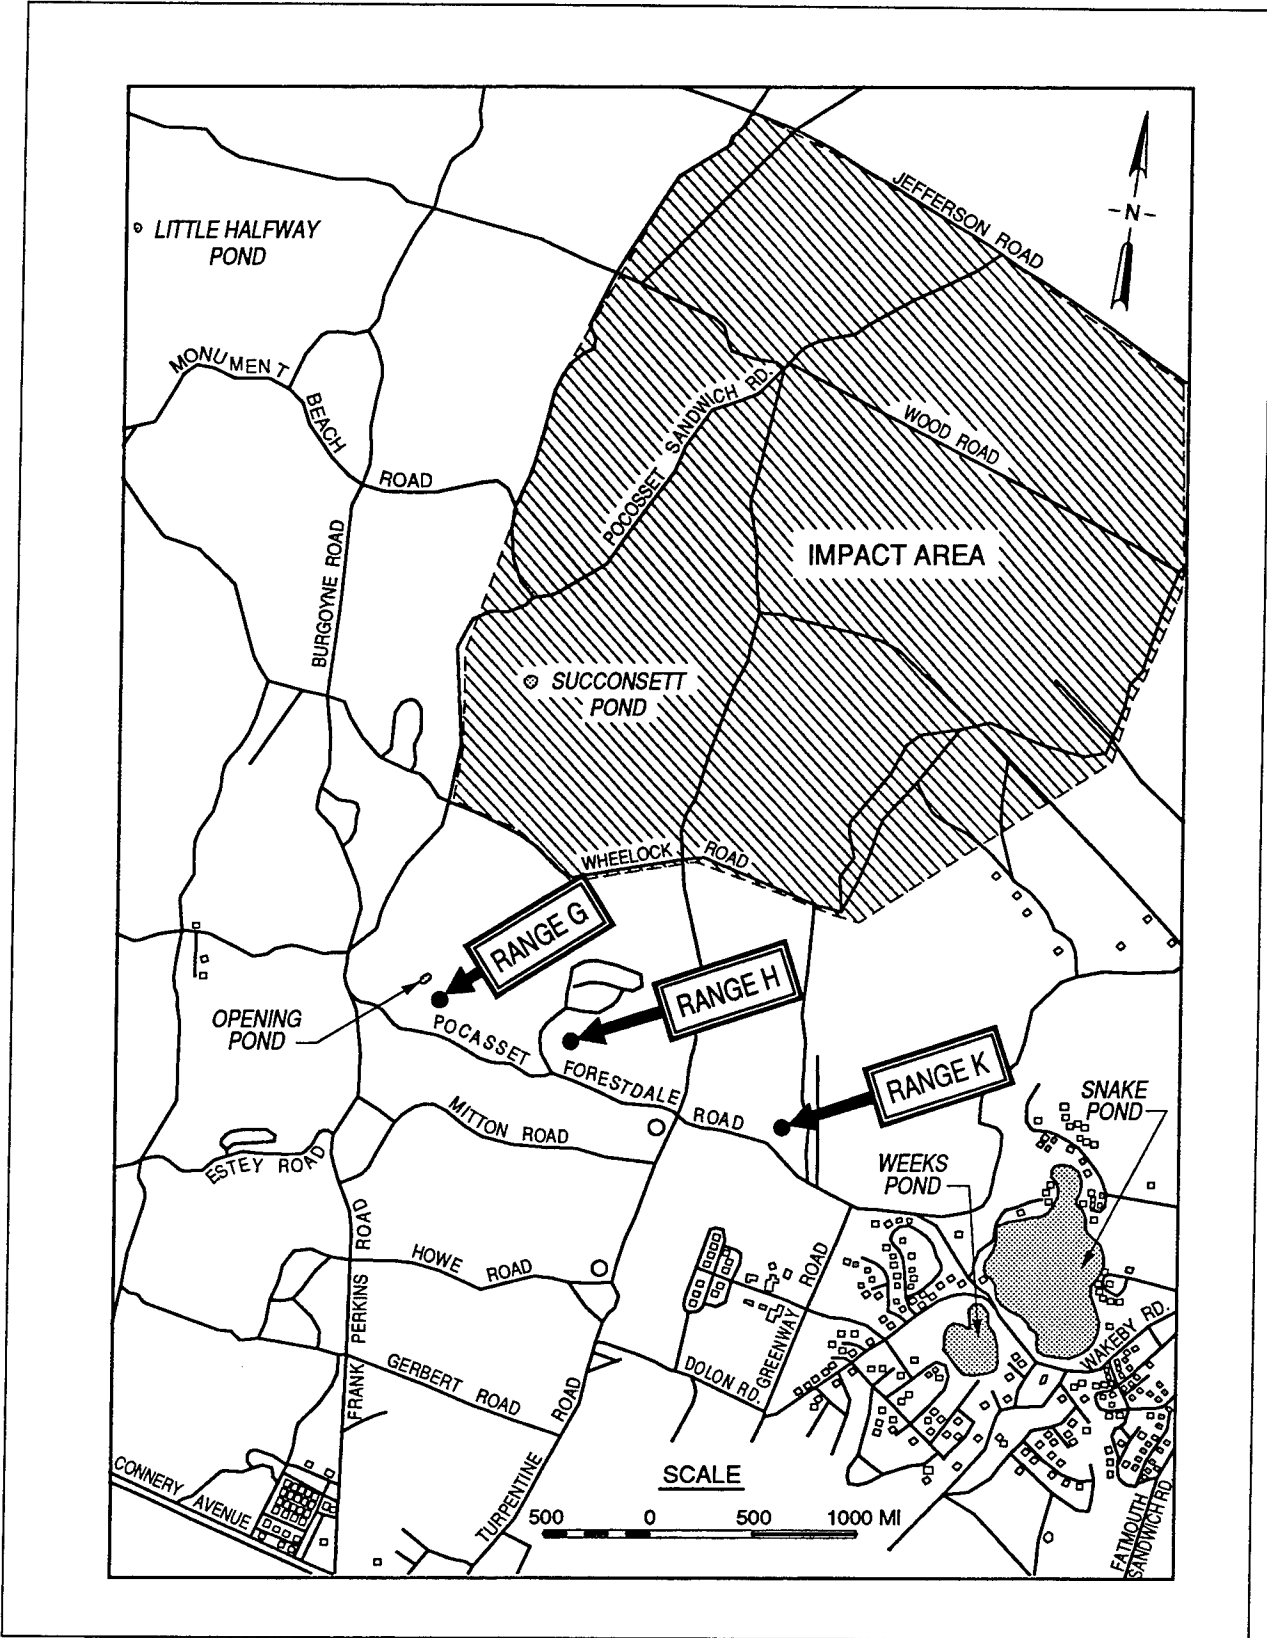 JEFFERSON ROAD
-N-
LITTLE HALFWAY
POND
MONUMENT
BEACH
ROAD
POCOSSET SANDWICH RD.
WOOD ROAD
IMPACT AREA
BURGOYNE ROAD
SUCCONSETT
POND
WHEELOCK ROAD
RANGE G
RANGE H
OPENING
POND
POCASSET
FORESTDALE
ROAD
RANGE K
SNAKE
POND
MITTON ROAD
ESTEY ROAD
WEEKS
POND
HOWE ROAD
FRANK PERKINS ROAD
GREENWAY ROAD
WAKEBY RD.
GERBERT ROAD
DOLON RD.
TURPENTINE ROAD
CONNERY AVENUE
SCALE
500 0 500 1000 MI
FATMOUTH
SANDWICH RD.